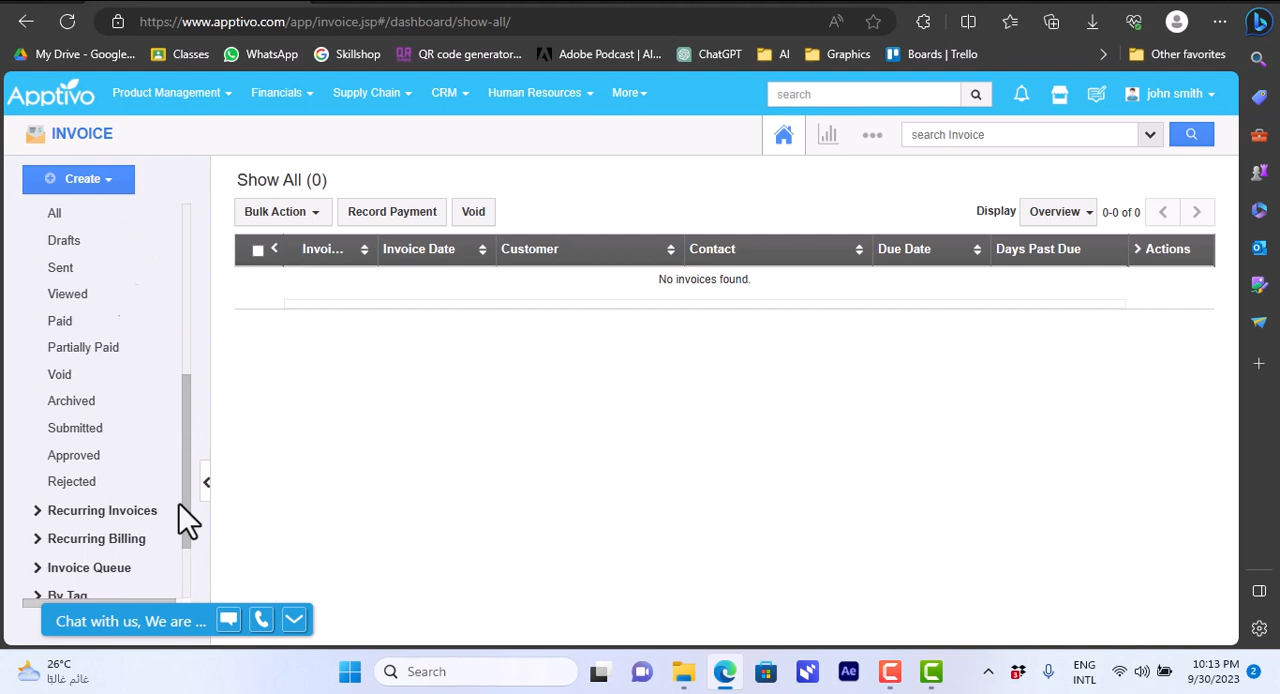 https://www.apptivo.com/app/invoice.jsp#/dashboard/show-all/
My Drive - Google...
Classes
WhatsApp
Skillshop
QR code generator...
Adobe Podcast | AI...
ChatGPT
AI
Graphics
Boards | Trello
Other favorites
Apptivo
Product Management
Financials
Supply Chain
CRM
Human Resources
More
search
john smith
INVOICE
search Invoice
Create
Show All (0)
All
Bulk Action
Record Payment
Void
Display
Overview
0-0 of 0
Drafts
Invoi...
Invoice Date
Customer
Contact
Due Date
Days Past Due
Actions
Sent
No invoices found.
Viewed
Paid
Partially Paid
Void
Archived
Submitted
Approved
Rejected
Recurring Invoices
Recurring Billing
Invoice Queue
By Tag
Chat with us, We are ...
26°C
غائم غالبًا
Search
Ae
3
ENG
INTL
10:13 PM
9/30/2023
2